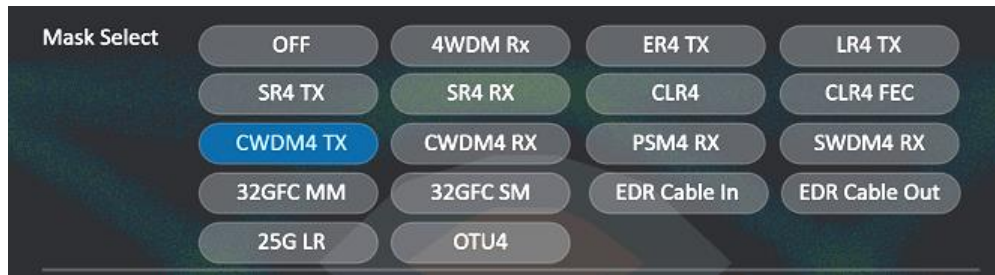 Mask Select OFF 4WDM Rx ER4 TX LR4 TX
SR4 TX SR4 RX CLR4 CLR4 FEC
CWDM4 TX CWDM4 RX PSM4 RX SWDM4 RX
32GFC MM 32GFC SM EDR Cable In EDR Cable Out
25G LR OTU4